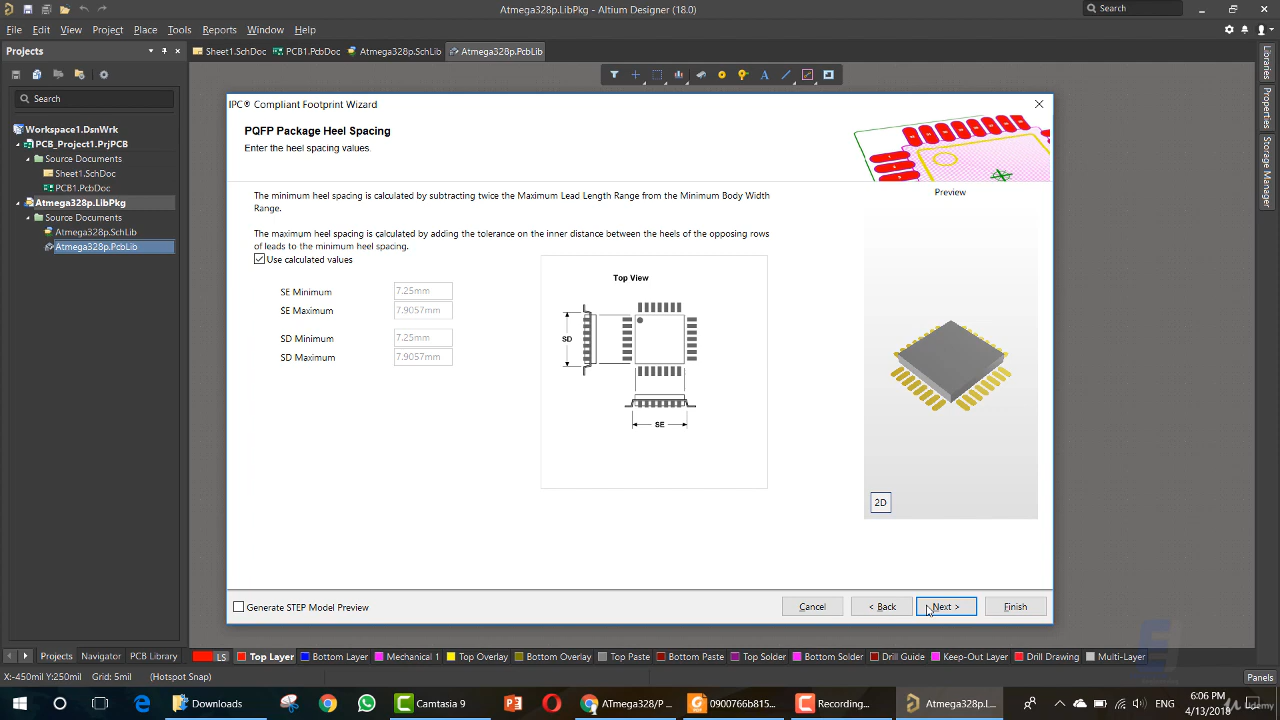 Atmega328p.LibPkg - Altium Designer (18.0)
Search
File Edit View Project Place Tools Reports Window Help
Projects
Sheet1.SchDoc
PCB1.PcbDoc
Atmega328p.SchLib
Atmega328p.PcbLib
Search
Workspace1.DsnWrk
PCB_Project1.PrjPCB
Source Documents
Sheet1.SchDoc
PCB1.PcbDoc
Atmega328p.LibPkg
Source Documents
Atmega328p.SchLib
Atmega328p.PcbLib
Libraries
Properties
Storage Manager
IPC® Compliant Footprint Wizard
PQFP Package Heel Spacing
Enter the heel spacing values.
The minimum heel spacing is calculated by subtracting twice the Maximum Lead Length Range from the Minimum Body Width
Range.
The maximum heel spacing is calculated by adding the tolerance on the inner distance between the heels of the opposing rows
of leads to the minimum heel spacing.
Use calculated values
SE Minimum 7.25mm
SE Maximum 7.9057mm
SD Minimum 7.25mm
SD Maximum 7.9057mm
Top View
SD
SE
Preview
2D
Generate STEP Model Preview
Cancel
< Back
Next >
Finish
Projects Navigator PCB Library
LS Top Layer Bottom Layer Mechanical 1 Top Overlay Bottom Overlay Top Paste Bottom Paste Top Solder Bottom Solder Drill Guide Keep-Out Layer Drill Drawing Multi-Layer
X:-450mil Y:250mil Grid: 5mil (Hotspot Snap)
Panels
Downloads
Camtasia 9
ATmega328/P ...
0900766b815...
Recording...
Atmega328p.L...
ENG
6:06 PM
4/13/2018
Udemy